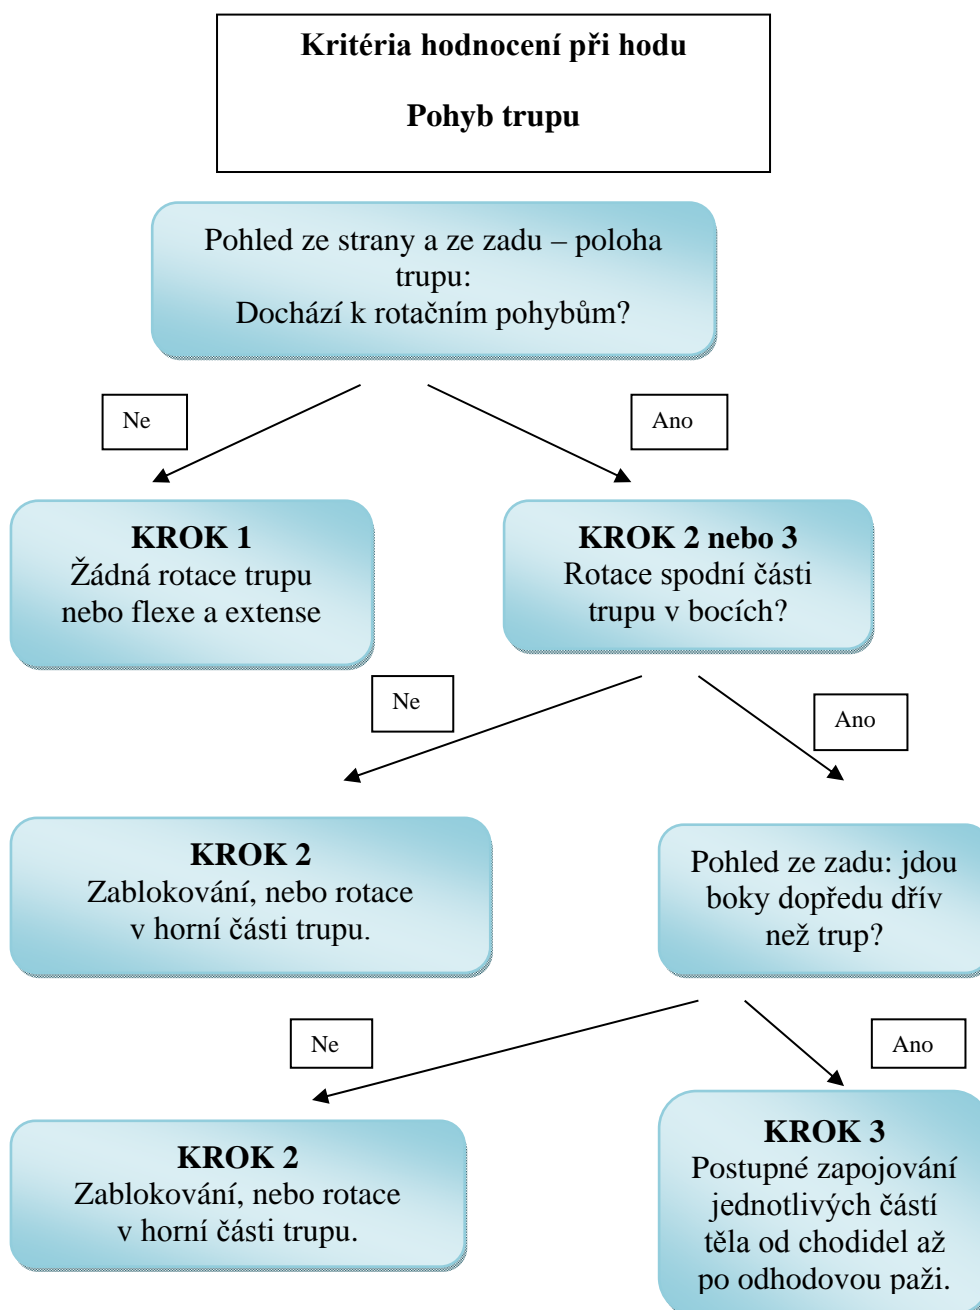 Kritéria hodnocení při hodu
Pohyb trupu
Pohled ze strany a ze zadu – poloha
trupu:
Dochází k rotačním pohybům?
Ne
Ano
KROK 1
Žádná rotace trupu
nebo flexe a extense
KROK 2 nebo 3
Rotace spodní části
trupu v bocích?
Ne
Ano
KROK 2
Zablokování, nebo rotace
v horní části trupu.
Pohled ze zadu: jdou
boky dopředu dřív
než trup?
Ne
Ano
KROK 2
Zablokování, nebo rotace
v horní části trupu.
KROK 3
Postupné zapojování
jednotlivých částí
těla od chodidel až
po odhodovou paži.